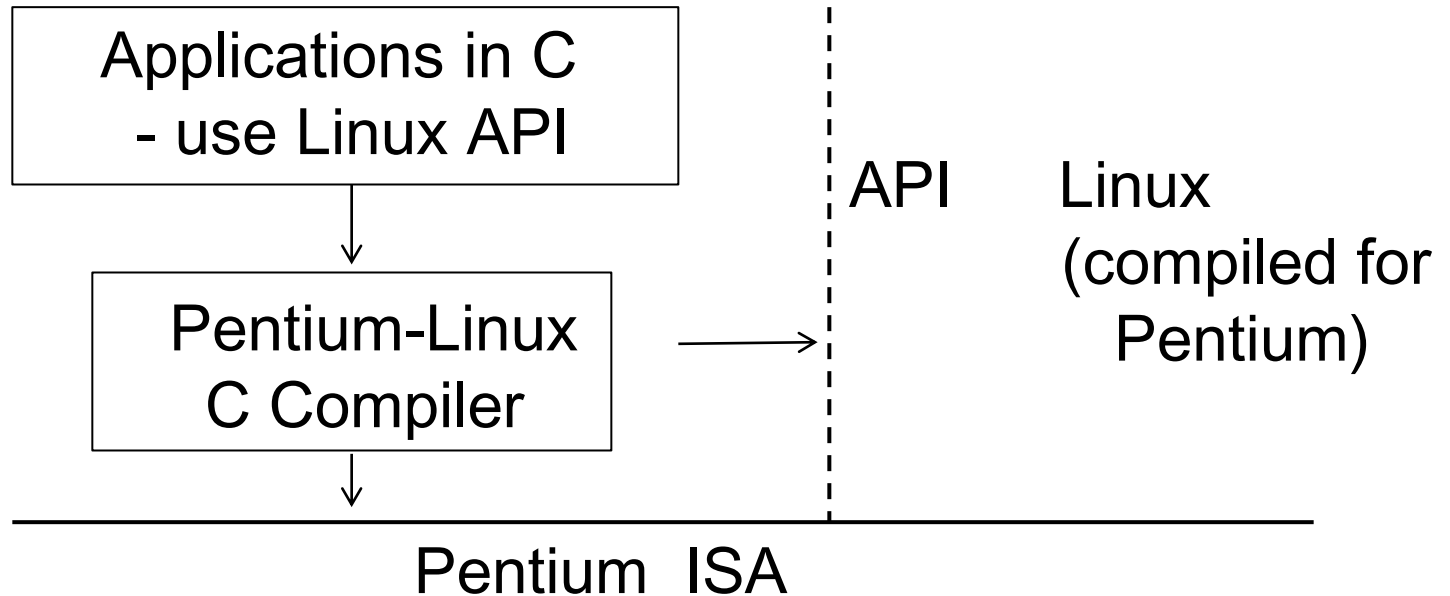 Applications in C
- use Linux API
API Linux
(compiled for
Pentium)
Pentium-Linux
C Compiler
Pentium ISA